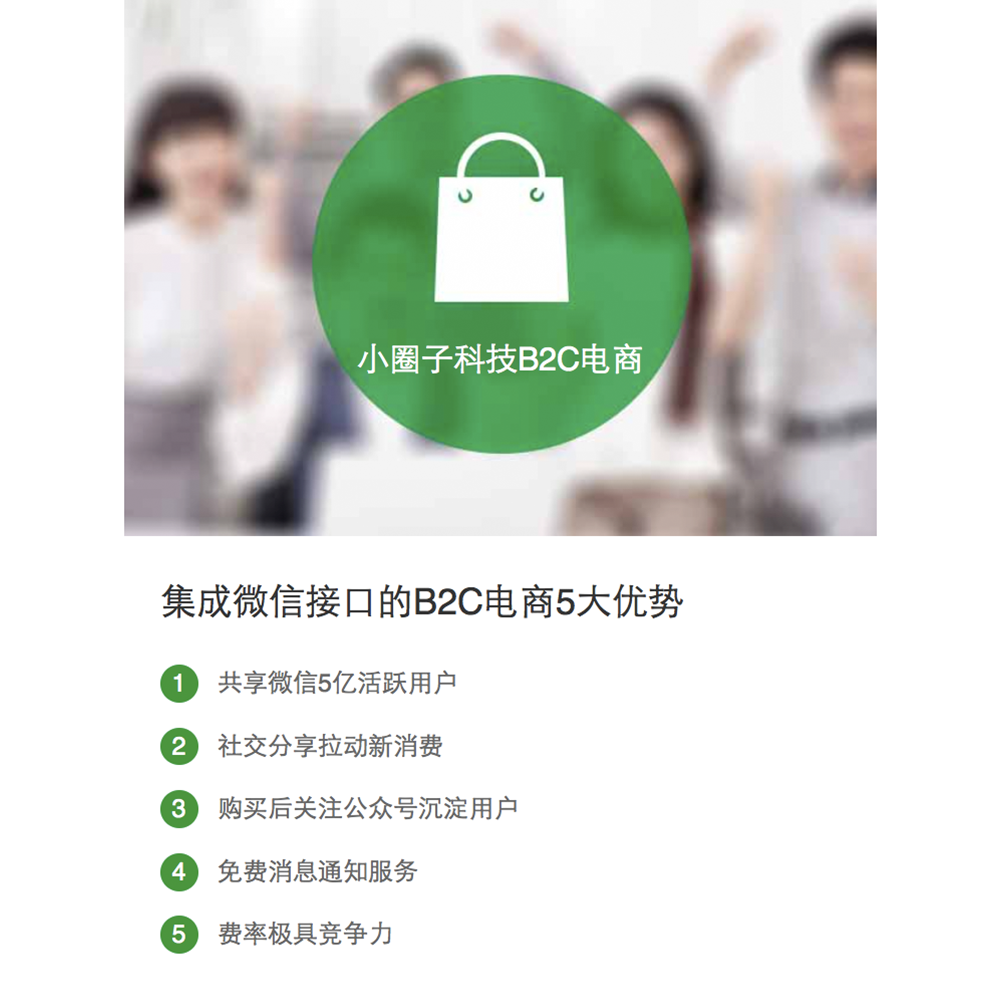 小圈子科技B2C电商
集成微信接口的B2C电商5大优势
1 共享微信5亿活跃用户
2 社交分享拉动新消费
3 购买后关注公众号沉淀用户
4 免费消息通知服务
5 费率极具竞争力